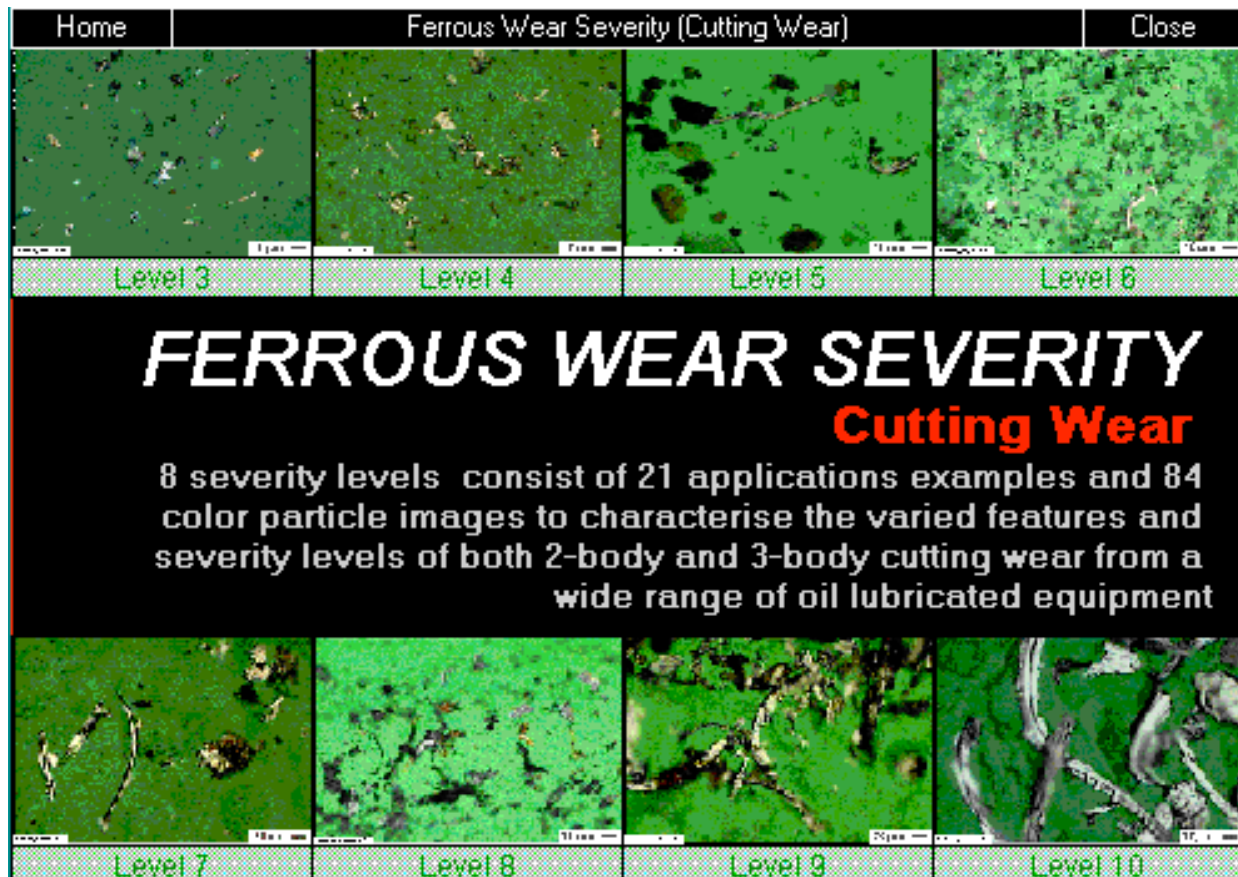 Home Ferrous Wear Severity (Cutting Wear) Close
Level 3 Level 4 Level 5 Level 6
FERROUS WEAR SEVERITY
Cutting Wear
8 severity levels consist of 21 applications examples and 84
color particle images to characterise the varied features and
severity levels of both 2-body and 3-body cutting wear from a
wide range of oil lubricated equipment
Level 7 Level 8 Level 9 Level 10